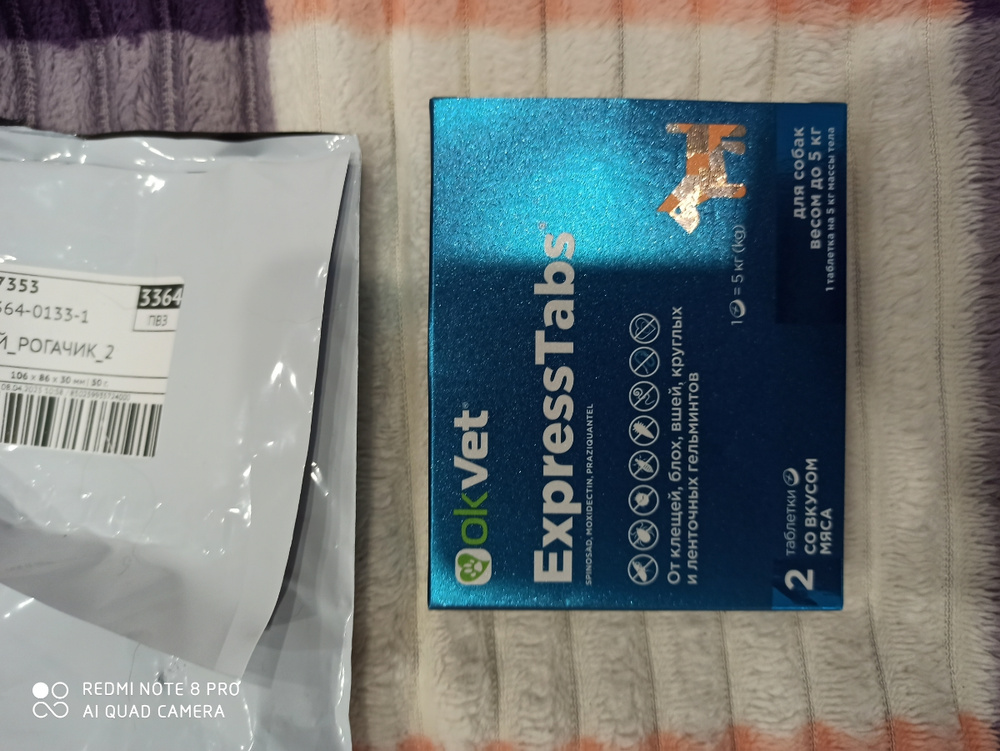 7353
564-0133-1
3364
ПВЗ
Й_РОГАЧИК_2
106 x 86 x 30 мм | 50 г.
okVet®
ExpressTabs®
SPINOSAD, MOXIDECTIN, PRAZIQUANTEL
От клещей, блох, вшей, круглых
и ленточных гельминтов
1 = 5 кг (kg)
2 таблетки
СО ВКУСОМ
МЯСА
для собак
весом до 5 кг
1 таблетка на 5 кг массы тела
REDMI NOTE 8 PRO
AI QUAD CAMERA